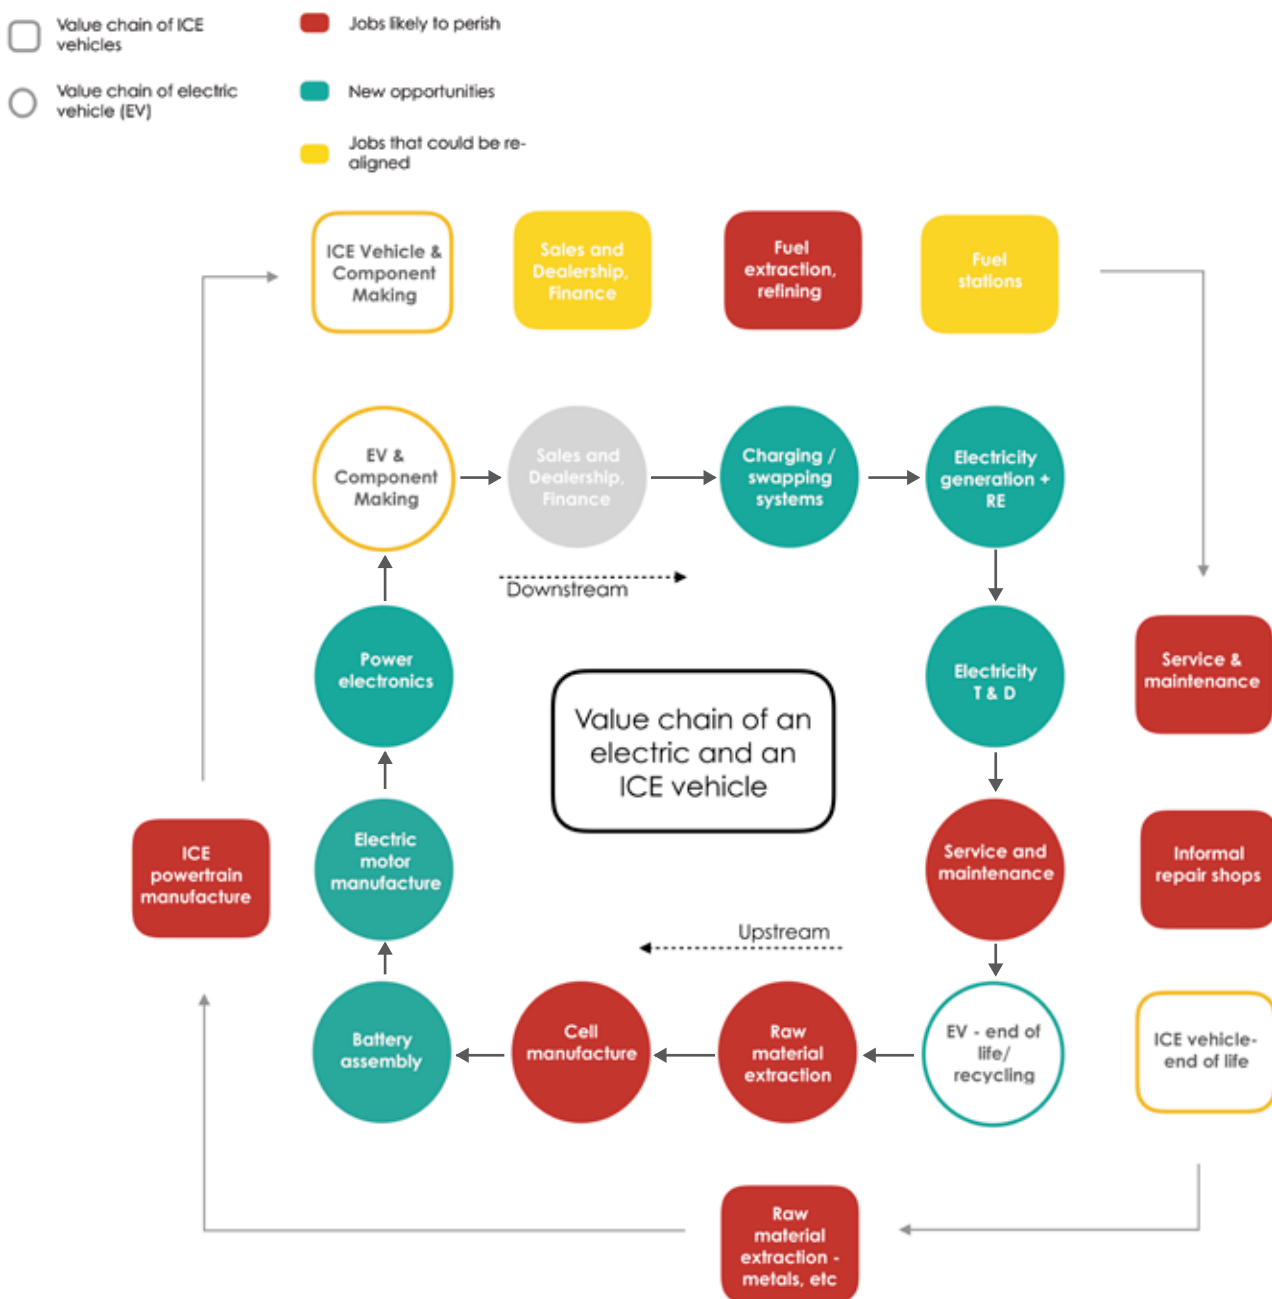 Value chain of ICE
vehicles
Value chain of electric
vehicle (EV)
Jobs likely to perish
New opportunities
Jobs that could be re-
aligned
ICE Vehicle &
Component
Making
Sales and
Dealership,
Finance
Fuel
extraction,
refining
Fuel
stations
EV &
Component
Making
Sales and
Dealership,
Finance
Charging /
swapping
systems
Electricity
generation +
RE
Downstream
Power
electronics
Value chain of an
electric and an
ICE vehicle
Electricity
T & D
Service &
maintenance
ICE
powertrain
manufacture
Electric
motor
manufacture
Service and
maintenance
Informal
repair shops
Upstream
Battery
assembly
Cell
manufacture
Raw
material
extraction
EV - end of
life/
recycling
ICE vehicle-
end of life
Raw
material
extraction -
metals, etc